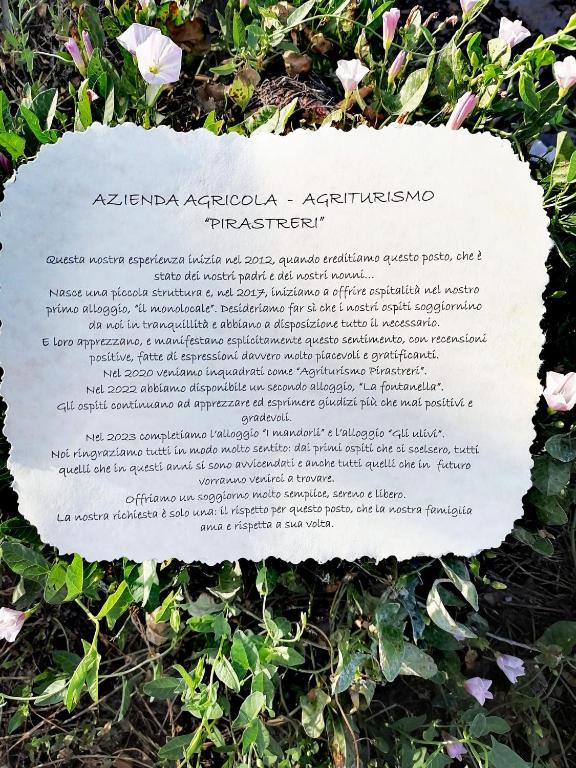 AZIENDA AGRICOLA - AGRITURISMO
"PIRASTRERI"
Questa nostra esperienza inizia nel 2012, quando ereditiamo questo posto, che è
stato dei nostri padri e dei nostri nonni...
Nasce una piccola struttura e, nel 2017, iniziamo a offrire ospitalità nel nostro
primo alloggio, "il monolocale". Desideriamo far sì che i nostri ospiti soggiornino
da noi in tranquillità e abbiano a disposizione tutto il necessario.
E loro apprezzano, e manifestano esplicitamente questo sentimento, con recensioni
positive, fatte di espressioni davvero molto piacevoli e gratificanti.
Nel 2020 veniamo inquadrati come "Agriturismo Pirastreri".
Nel 2022 abbiamo disponibile un secondo alloggio, "La fontanella".
Gli ospiti continuano ad apprezzare ed esprimere giudizi più che mai positivi e
gradevoli.
Nel 2023 completiamo l'alloggio "I mandorli" e l'alloggio "Gli ulivi".
Noi ringraziamo tutti in modo molto sentito: dai primi ospiti che ci scelsero, tutti
quelli che in questi anni si sono avvicendati e anche tutti quelli che in futuro
vorranno venirci a trovare.
Offriamo un soggiorno molto semplice, sereno e libero.
La nostra richiesta è solo una: il rispetto per questo posto, che la nostra famiglia
ama e rispetta a sua volta.